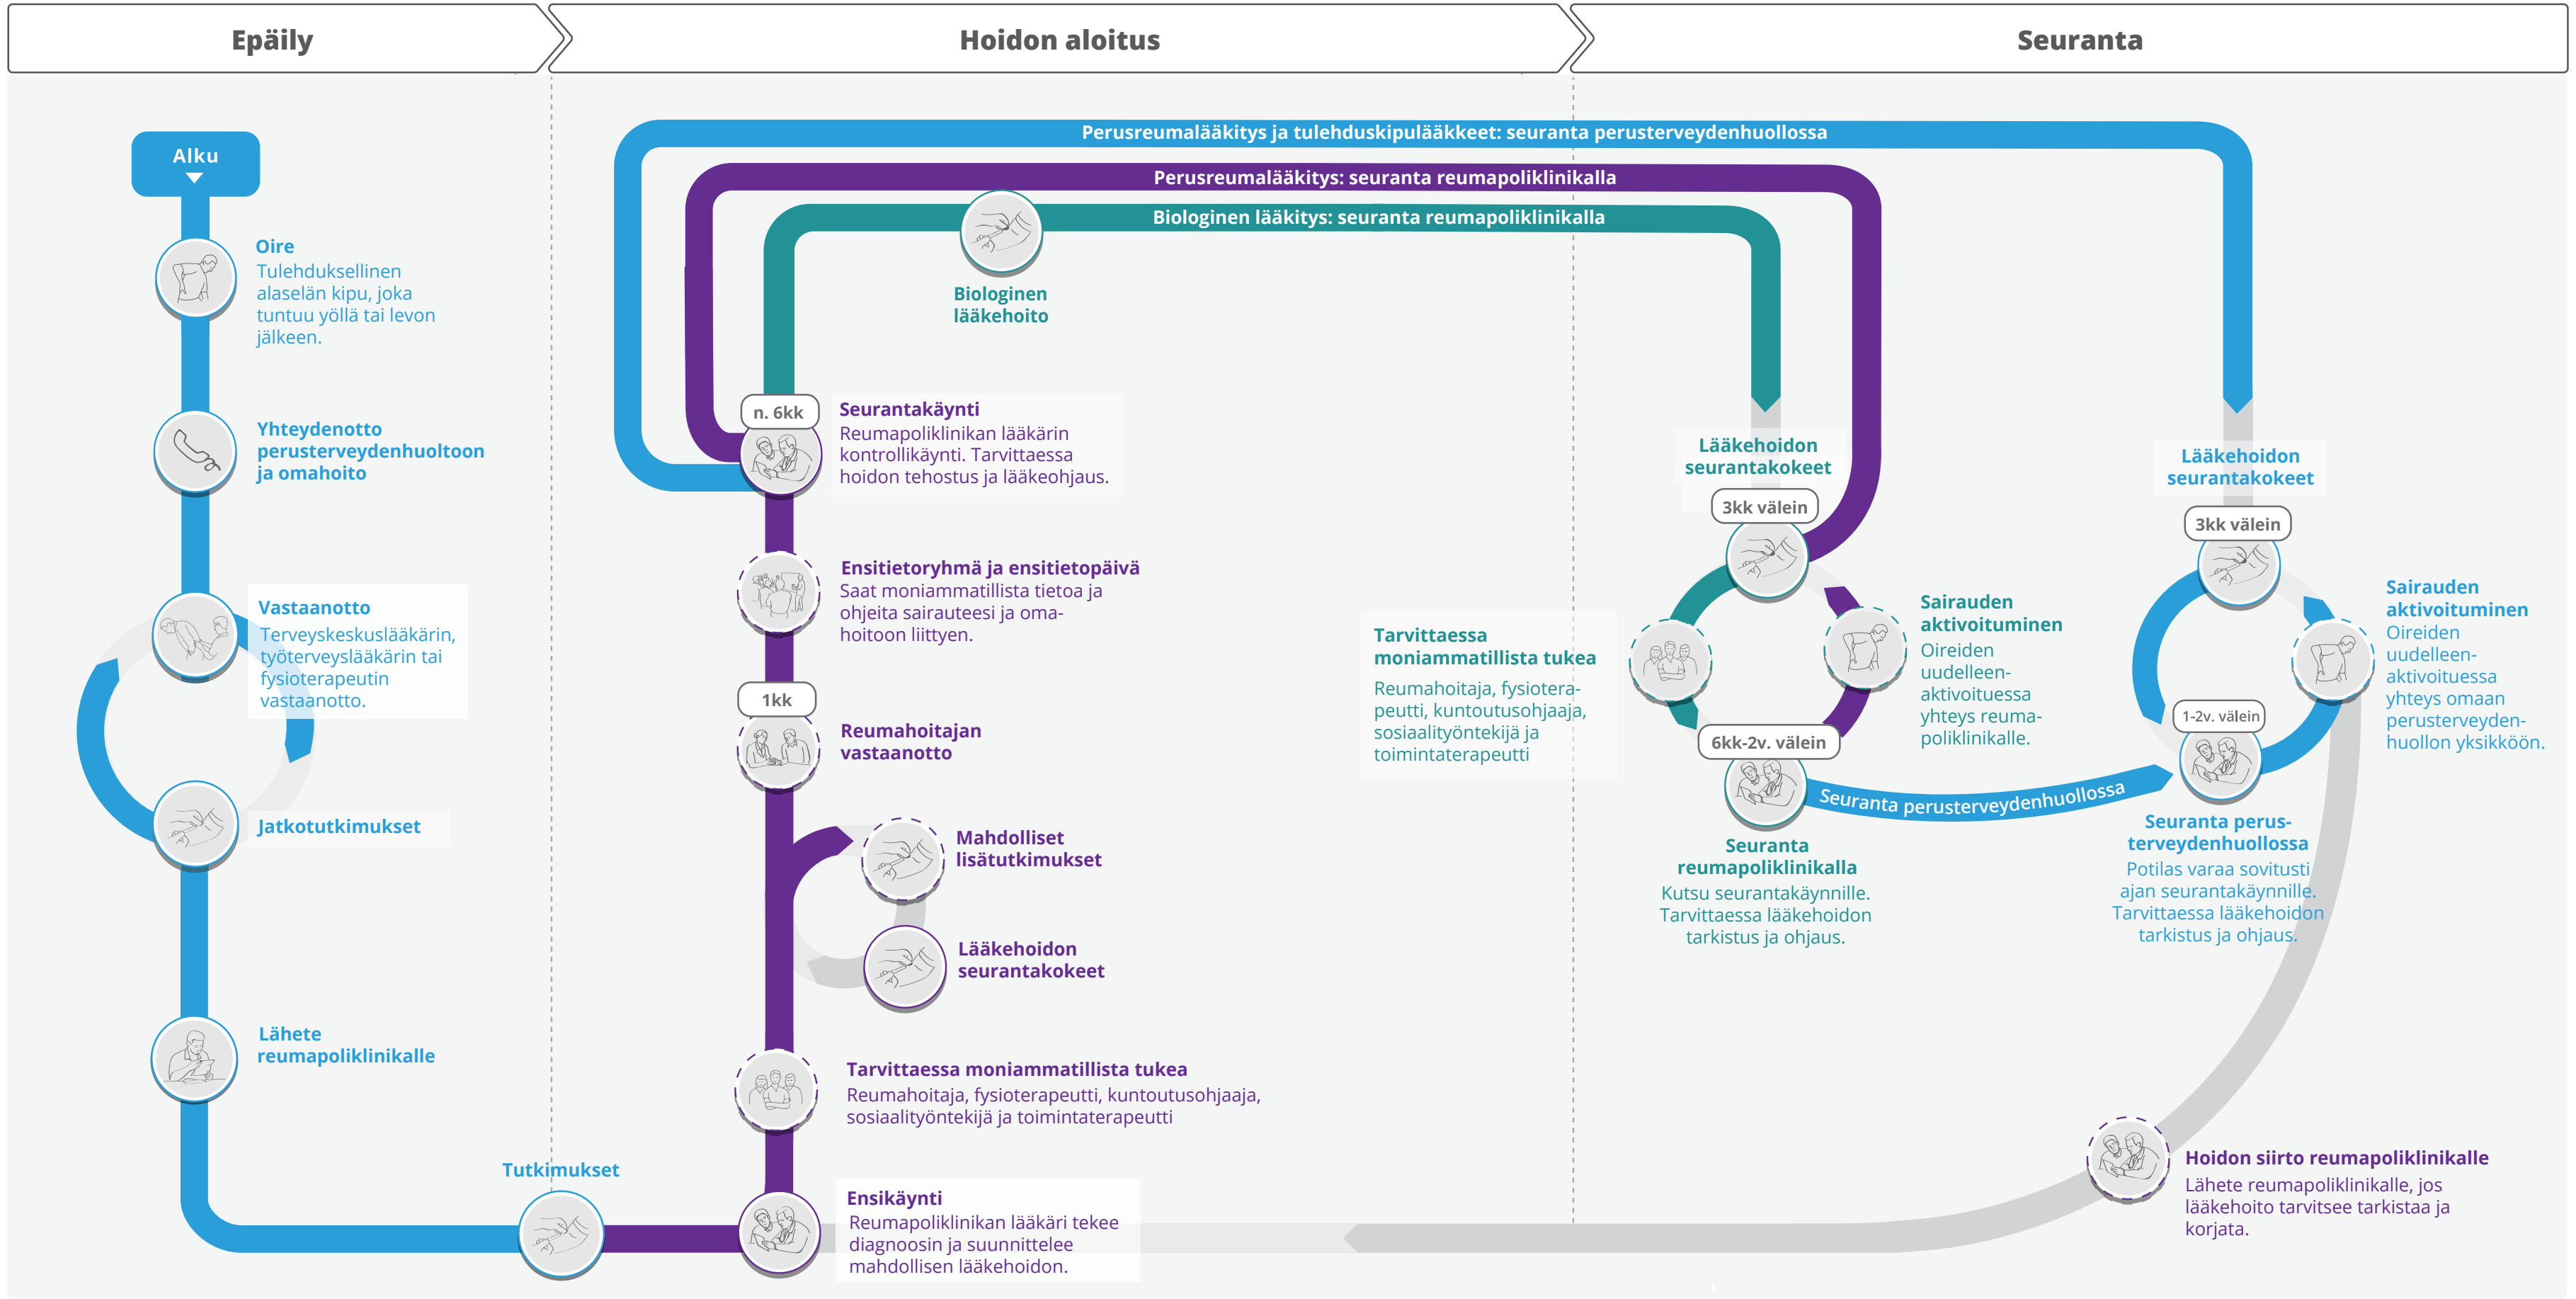 Epäily
Hoidon aloitus
Seuranta
Alku
Oire
Tulehduksellinen
alaselän kipu, joka
tuntuu yöllä tai levon
jälkeen.
Yhteydenotto
perusterveydenhuoltoon
ja omahoito
Vastaanotto
Terveyskeskuslääkärin,
työterveyslääkärin tai
fysioterapeutin
vastaanotto.
Jatkotutkimukset
Lähete
reumapoliklinikalle
Tutkimukset
Perusreumalääkitys ja tulehduskipulääkkeet: seuranta perusterveydenhuollossa
Perusreumalääkitys: seuranta reumapoliklinikalla
Biologinen lääkitys: seuranta reumapoliklinikalla
Biologinen
lääkehoito
n. 6kk
Seurantakäynti
Reumapoliklinikan lääkärin
kontrollikäynti. Tarvittaessa
hoidon tehostus ja lääkeohjaus.
Ensitietoryhmä ja ensitietopäivä
Saat moniammatillista tietoa ja
ohjeita sairauteesi ja oma-
hoitoon liittyen.
1kk
Reumahoitajan
vastaanotto
Mahdolliset
lisätutkimukset
Lääkehoidon
seurantakokeet
Tarvittaessa moniammatillista tukea
Reumahoitaja, fysioterapeutti, kuntoutusohjaaja,
sosiaalityöntekijä ja toimintaterapeutti
Ensikäynti
Reumapoliklinikan lääkäri tekee
diagnoosin ja suunnittelee
mahdollisen lääkehoidon.
Lääkehoidon
seurantakokeet
3kk välein
Tarvittaessa
moniammatillista tukea
Reumahoitaja, fysiotera-
peutti, kuntoutusohjaaja,
sosiaalityöntekijä ja
toimintaterapeutti
Sairauden
aktivoituminen
Oireiden
uudelleen-
aktivoituessa
yhteys reuma-
poliklinikalle.
6kk-2v. välein
Seuranta
reumapoliklinikalla
Kutsu seurantakäynnille.
Tarvittaessa lääkehoidon
tarkistus ja ohjaus.
Seuranta perusterveydenhuollossa
Lääkehoidon
seurantakokeet
3kk välein
Sairauden
aktivoituminen
Oireiden
uudelleen-
aktivoituessa
yhteys omaan
perusterveyden-
huollon yksikköön.
1-2v. välein
Seuranta perus-
terveydenhuollossa
Potilas varaa sovitusti
ajan seurantakäynnille.
Tarvittaessa lääkehoidon
tarkistus ja ohjaus.
Hoidon siirto reumapoliklinikalle
Lähete reumapoliklinikalle, jos
lääkehoito tarvitsee tarkistaa ja
korjata.